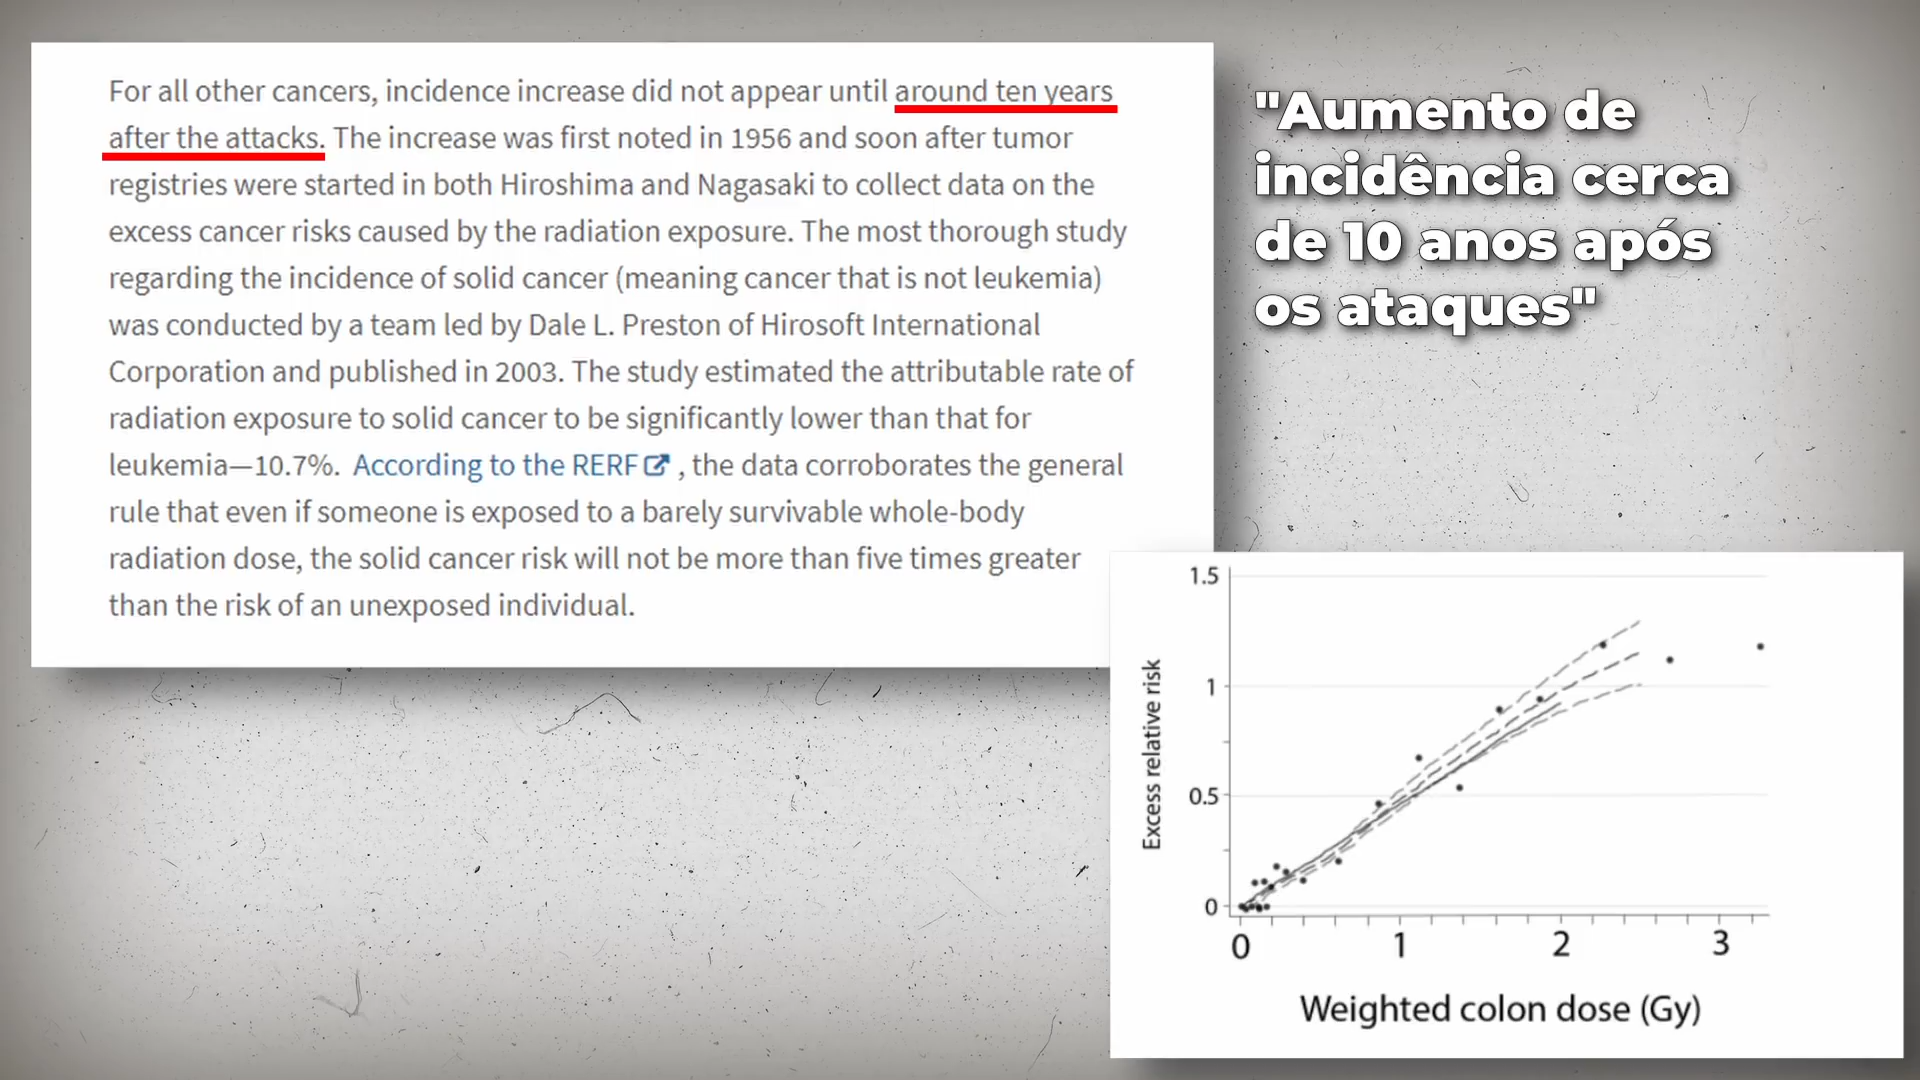 For all other cancers, incidence increase did not appear until around ten years
after the attacks. The increase was first noted in 1956 and soon after tumor
registries were started in both Hiroshima and Nagasaki to collect data on the
excess cancer risks caused by the radiation exposure. The most thorough study
regarding the incidence of solid cancer (meaning cancer that is not leukemia)
was conducted by a team led by Dale L. Preston of Hirosoft International
Corporation and published in 2003. The study estimated the attributable rate of
radiation exposure to solid cancer to be significantly lower than that for
leukemia—10.7%. According to the RERF , the data corroborates the general
rule that even if someone is exposed to a barely survivable whole-body
radiation dose, the solid cancer risk will not be more than five times greater
than the risk of an unexposed individual.
"Aumento de
incidência cerca
de 10 anos após
os ataques"
Excess relative risk
1.5
1
0.5
0
0 1 2 3
Weighted colon dose (Gy)